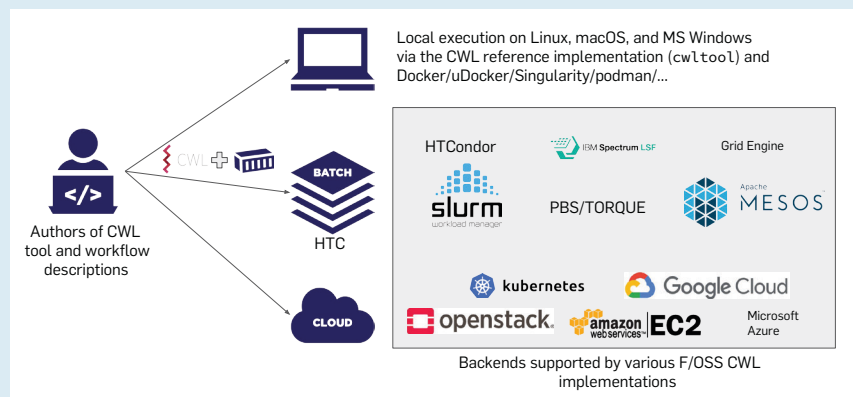 Local execution on Linux, macOS, and MS Windows
via the CWL reference implementation (cwltool) and
Docker/uDocker/Singularity/podman/...
CWL
</>
Authors of CWL
tool and workflow
descriptions
BATCH
HTC
CLOUD
HTCondor
IBM Spectrum LSF
Grid Engine
slurm
workload manager
PBS/TORQUE
Apache
MESOS
kubernetes
Google Cloud
openstack.
amazon
web services
EC2
Microsoft
Azure
Backends supported by various F/OSS CWL
implementations